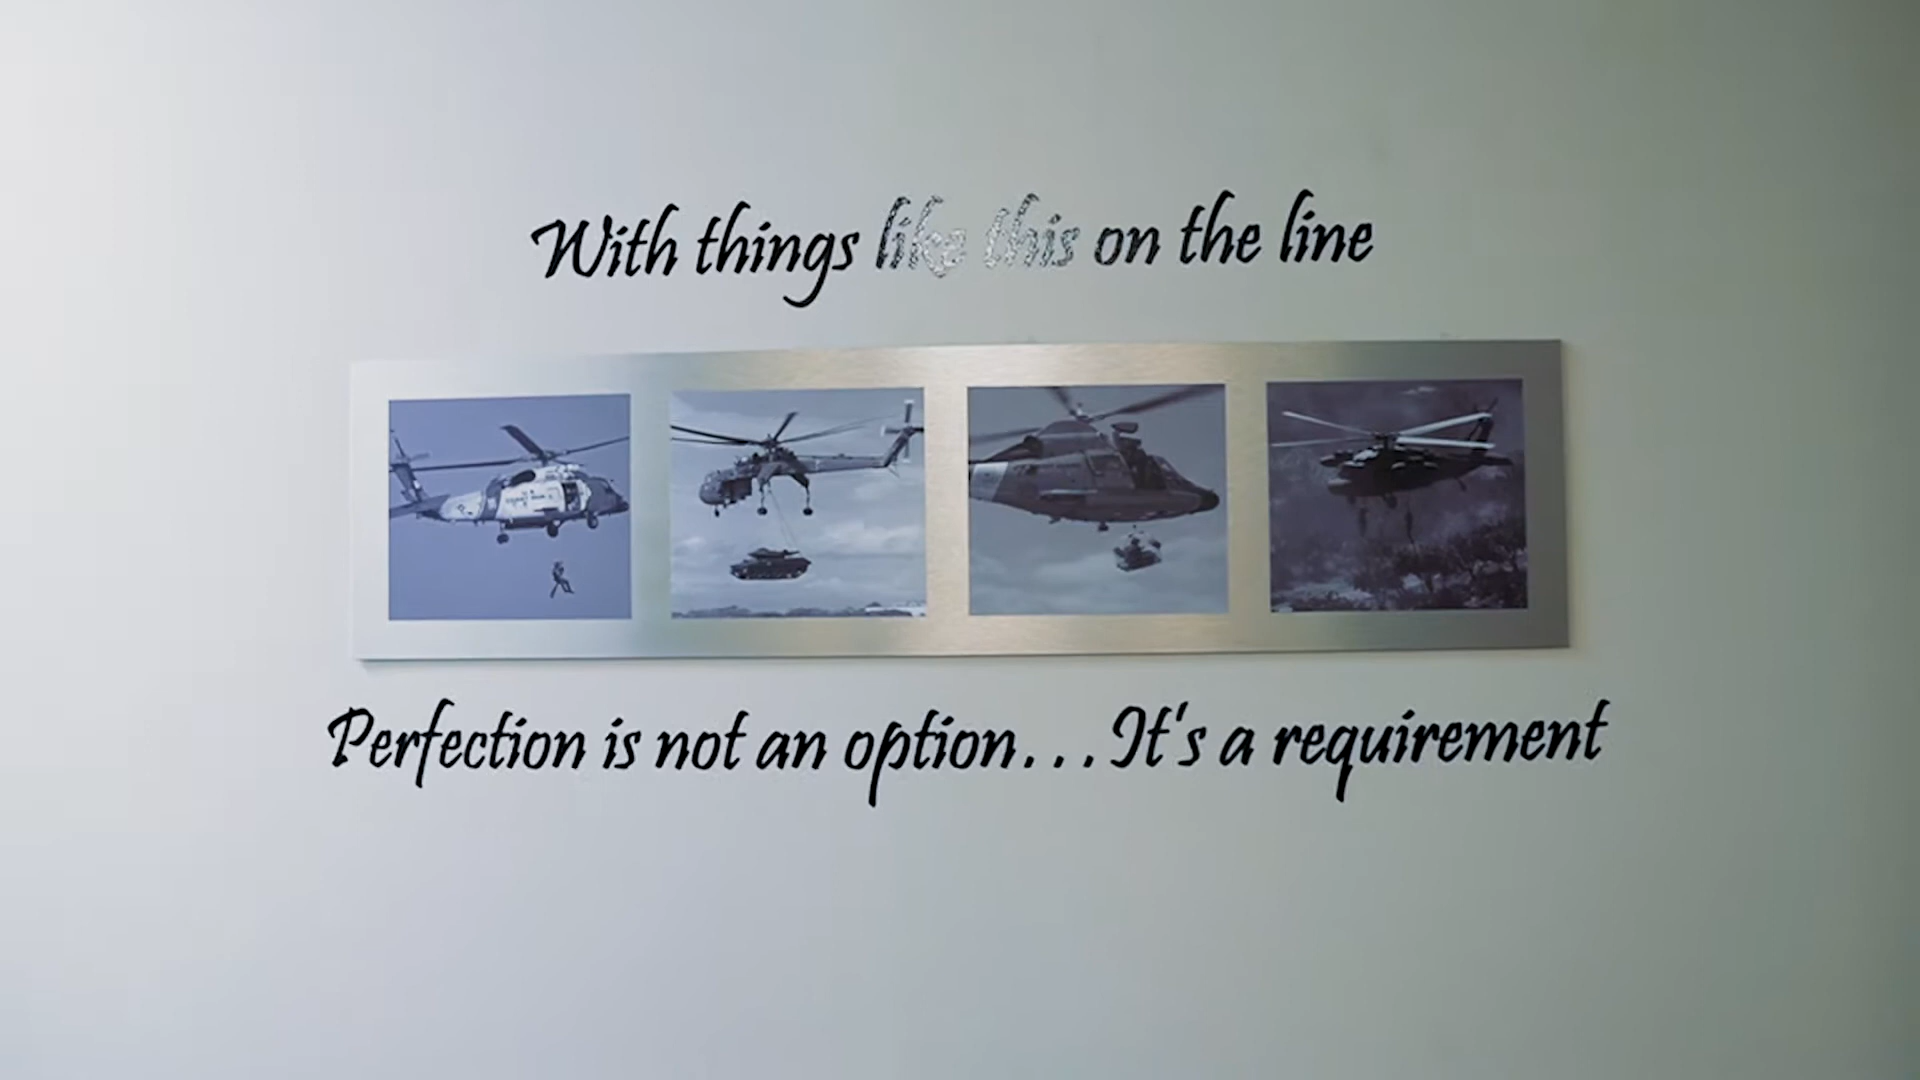 With things like this on the line
Perfection is not an option...It's a requirement